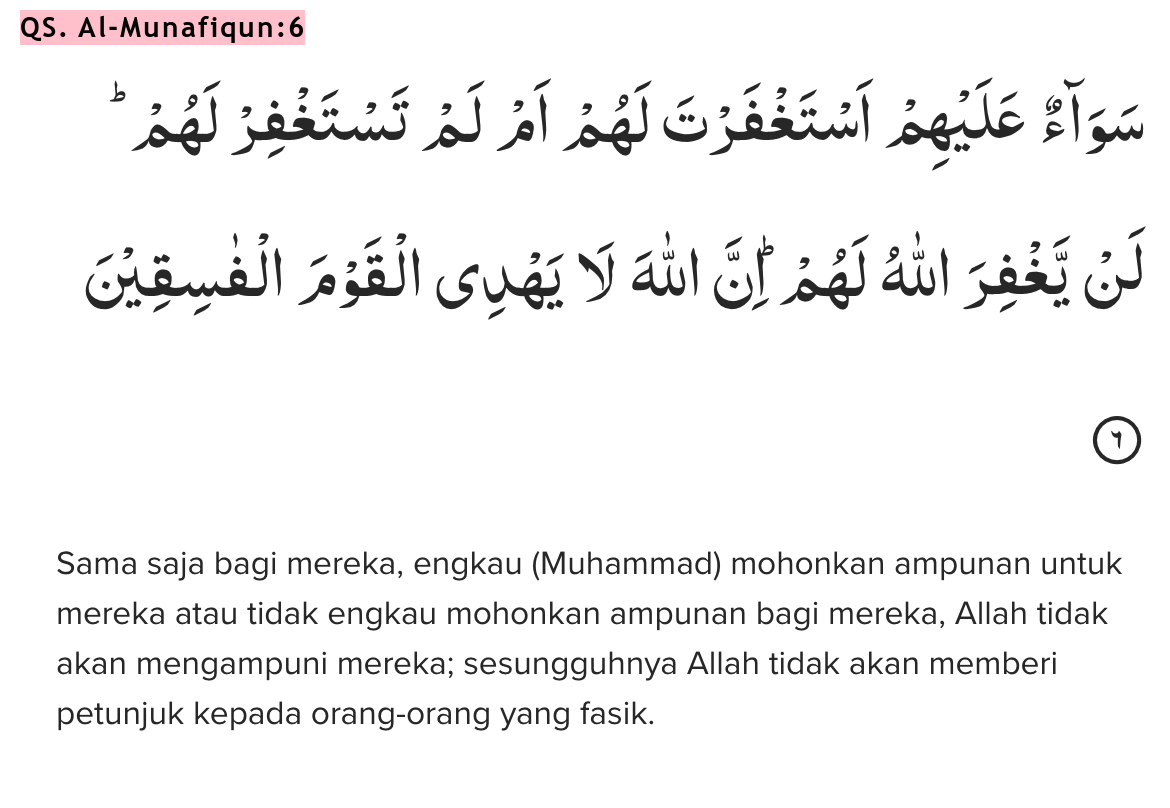 QS. Al-Munafiqun:6
سَوَاۤءٌ عَلَيْهِمْ اَسْتَغْفَرْتَ لَهُمْ اَمْ لَمْ تَسْتَغْفِرْ لَهُمْۗ
لَنْ يَّغْفِرَ اللّٰهُ لَهُمْۗ اِنَّ اللّٰهَ لَا يَهْدِى الْقَوْمَ الْفٰسِقِيْنَ
٦
Sama saja bagi mereka, engkau (Muhammad) mohonkan ampunan untuk
mereka atau tidak engkau mohonkan ampunan bagi mereka, Allah tidak
akan mengampuni mereka; sesungguhnya Allah tidak akan memberi
petunjuk kepada orang-orang yang fasik.